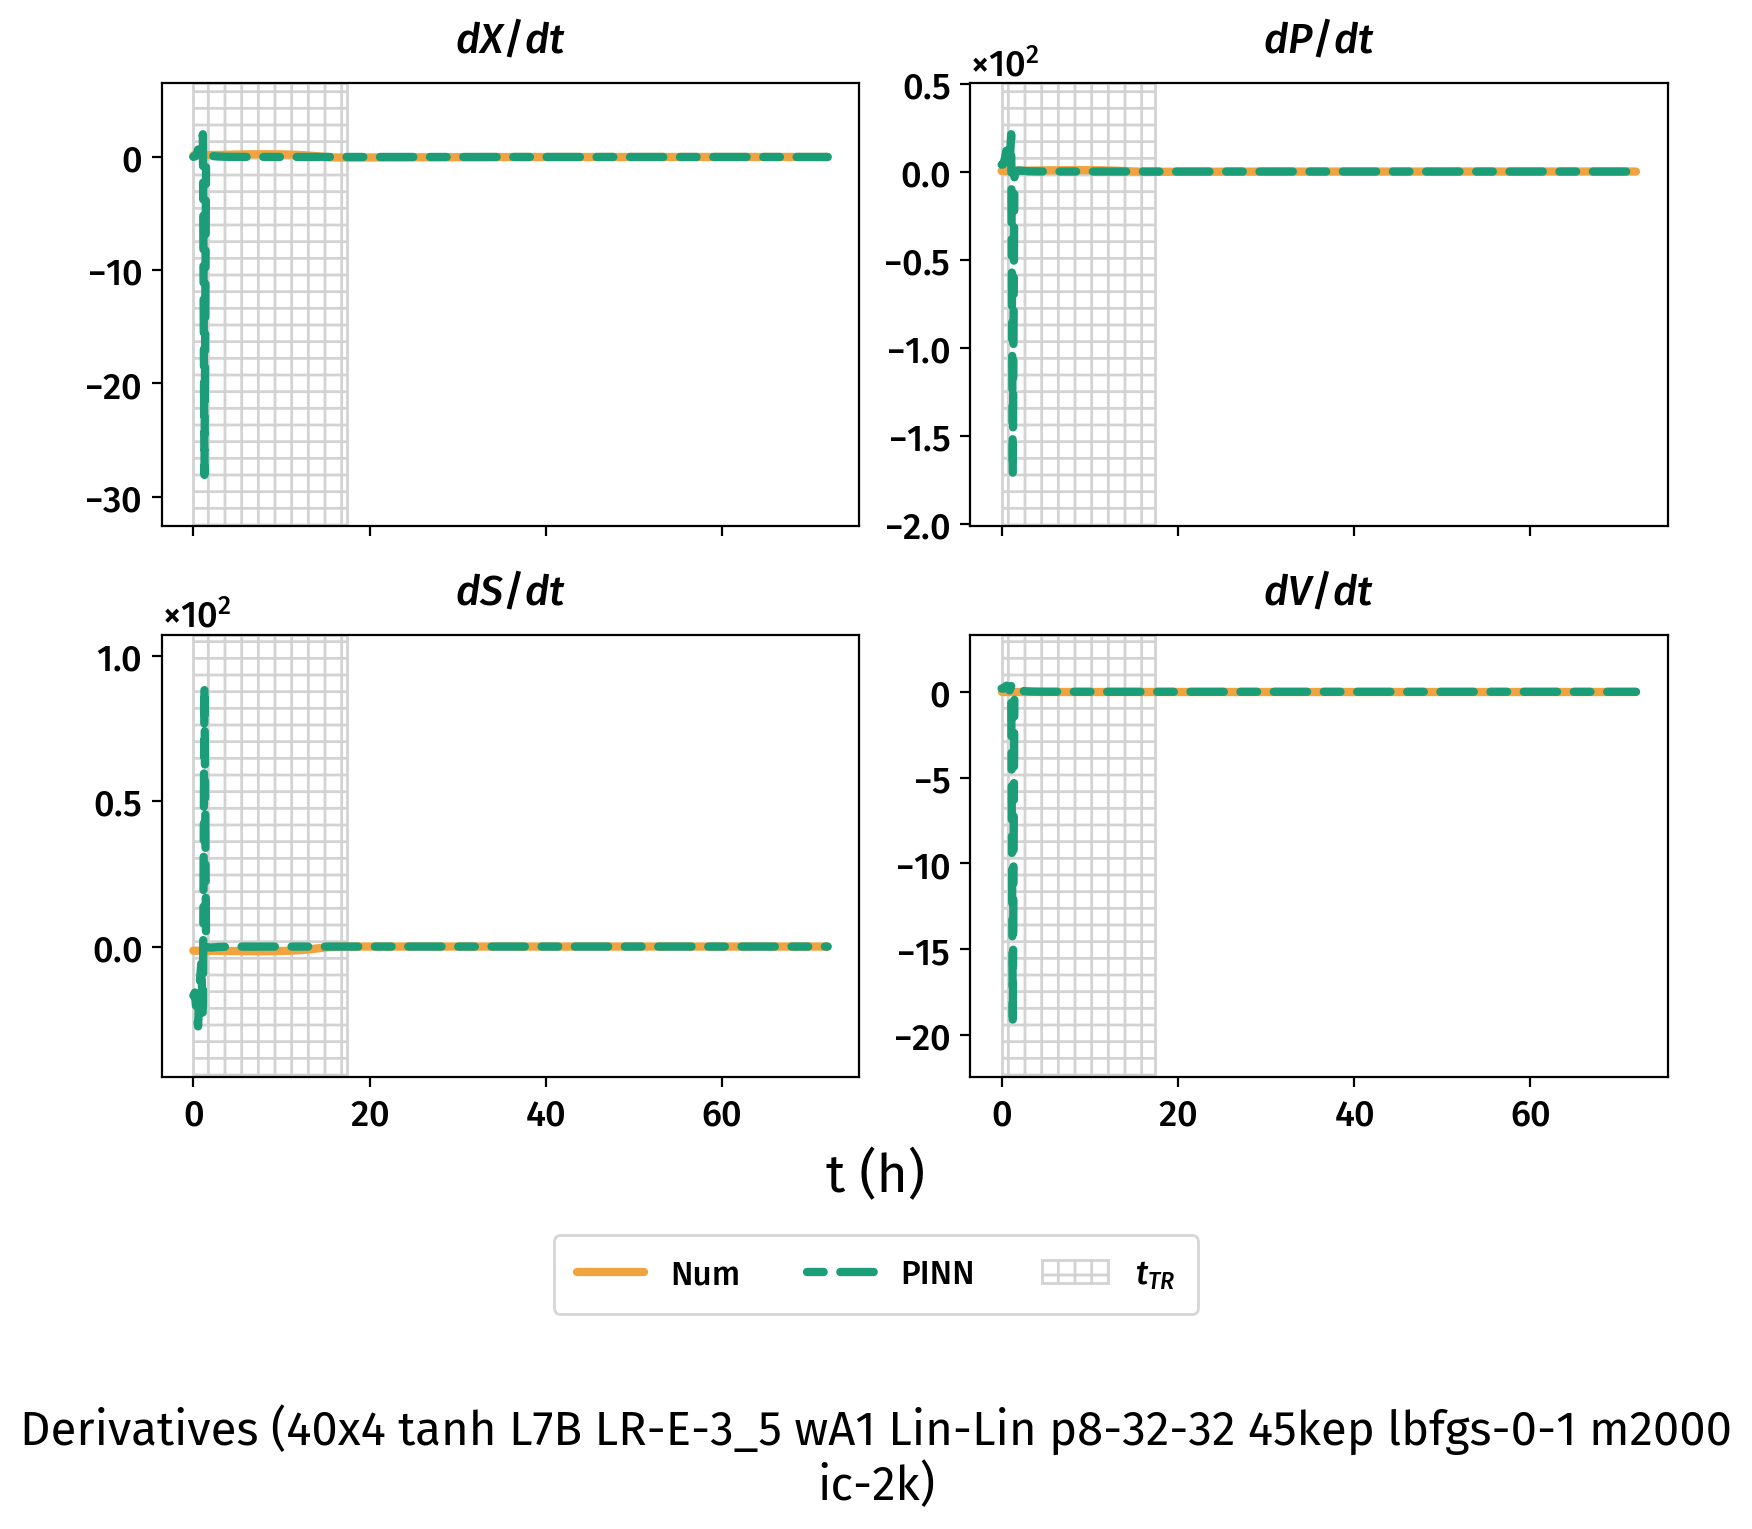 dX/dt
0
−10
−20
−30
dP/dt
×10²
0.5
0.0
−0.5
−1.0
−1.5
−2.0
dS/dt
×10²
1.0
0.5
0.0
0 20 40 60
dV/dt
0
−5
−10
−15
−20
0 20 40 60
t (h)
Num PINN t_TR
Derivatives (40x4 tanh L7B LR-E-3_5 wA1 Lin-Lin p8-32-32 45kep lbfgs-0-1 m2000
ic-2k)